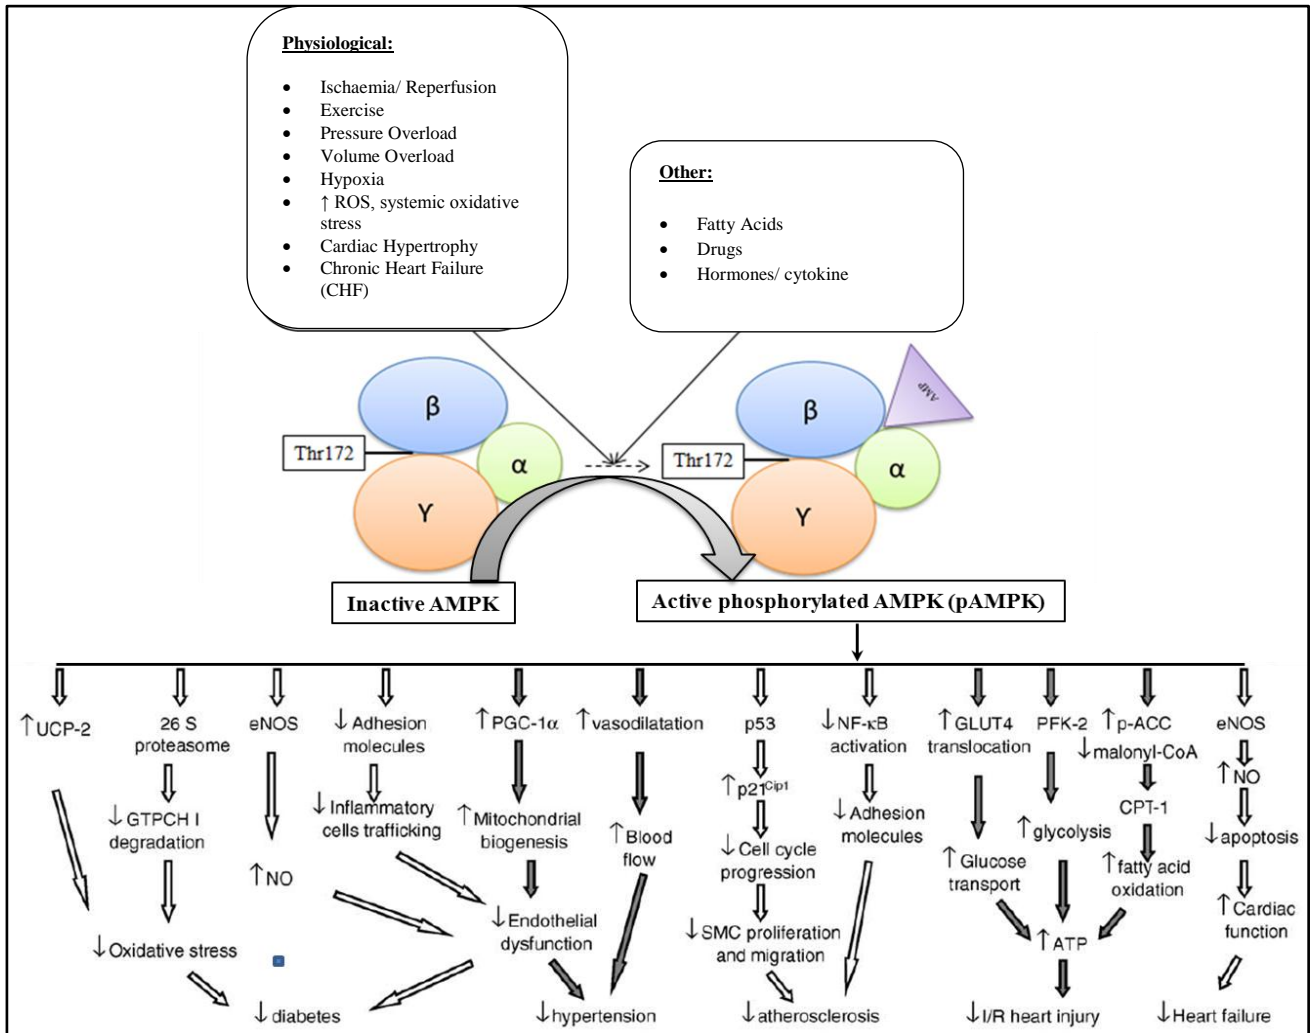 Physiological:
• Ischaemia/ Reperfusion
• Exercise
• Pressure Overload
• Volume Overload
• Hypoxia
• ↑ ROS, systemic oxidative
stress
• Cardiac Hypertrophy
• Chronic Heart Failure
(CHF)
Other:
• Fatty Acids
• Drugs
• Hormones/ cytokine
β
α
ϒ
Thr172
β
α
ϒ
Thr172
AMP
Inactive AMPK
Active phosphorylated AMPK (pAMPK)
↑UCP-2
26 S
proteasome
↓GTPCH I
degradation
↓Oxidative stress
eNOS
↑NO
↓Adhesion
molecules
↓Inflammatory
cells trafficking
↑PGC-1α
↑Mitochondrial
biogenesis
↓Endothelial
dysfunction
↓diabetes
↑vasodilatation
↑Blood
flow
↓hypertension
p53
↑p21Cip1
↓Cell cycle
progression
↓SMC proliferation
and migration
↓NF-κB
activation
↓Adhesion
molecules
↓atherosclerosis
↑GLUT4
translocation
↑Glucose
transport
PFK-2
↑glycolysis
↑p-ACC
↓malonyl-CoA
CPT-1
↑fatty acid
oxidation
↑ATP
↓I/R heart injury
eNOS
↑NO
↓apoptosis
↑Cardiac
function
↓Heart failure